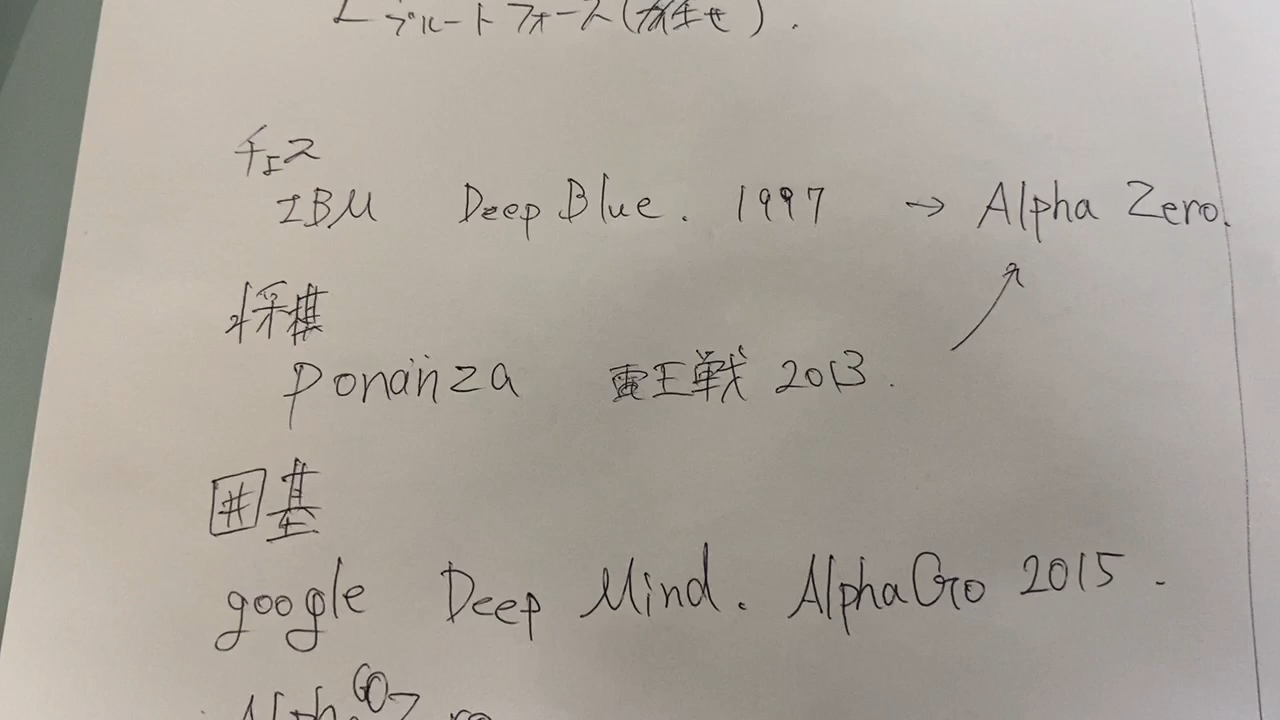 ブルートフォース(力任せ).
チェス
IBM Deep Blue. 1997 → Alpha Zero.
将棋
ponanza 電王戦 2013.
囲碁
google Deep Mind. AlphaGo 2015.